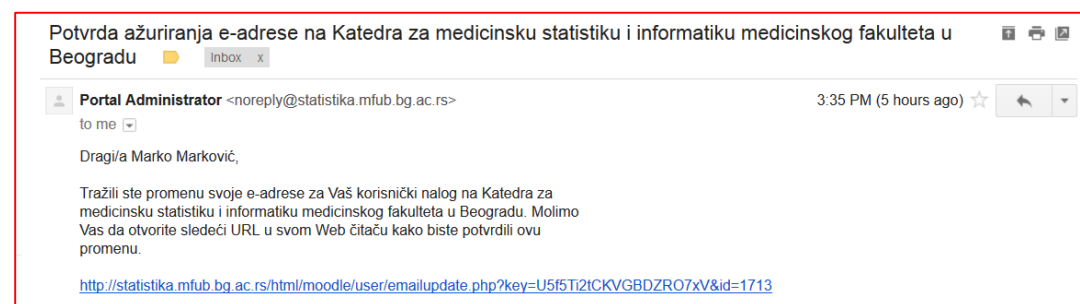 Potvrda ažuriranja e-adrese na Katedra za medicinsku statistiku i informatiku medicinskog fakulteta u
Beogradu Inbox x
Portal Administrator <noreply@statistika.mfub.bg.ac.rs> 3:35 PM (5 hours ago)
to me
Dragi/a Marko Marković,
Tražili ste promenu svoje e-adrese za Vaš korisnički nalog na Katedra za
medicinsku statistiku i informatiku medicinskog fakulteta u Beogradu. Molimo
Vas da otvorite sledeći URL u svom Web čitaču kako biste potvrdili ovu
promenu.
http://statistika.mfub.bg.ac.rs/html/moodle/user/emailupdate.php?key=U5f5Ti2tCKVGBDZRO7xV&id=1713